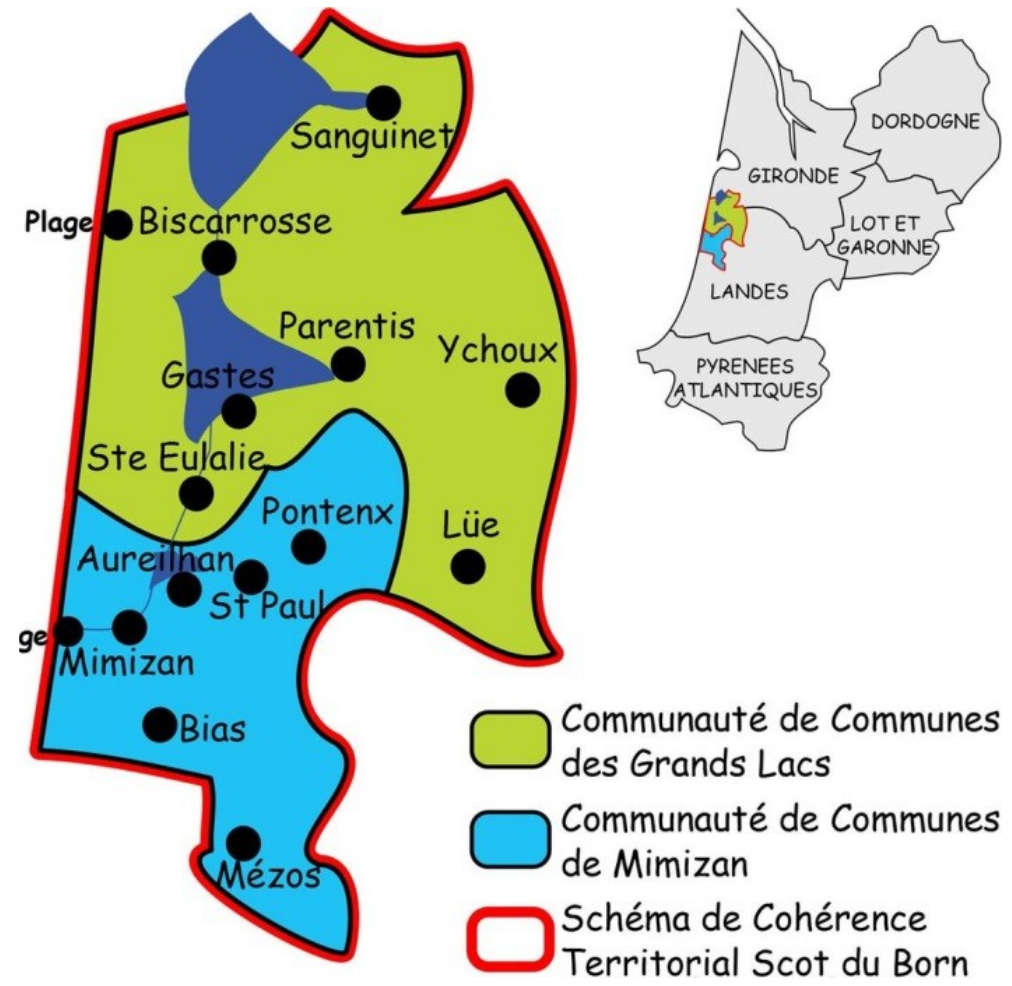 Sanguinet
Plage
Biscarrosse
Parentis
Ychoux
Gastes
Ste Eulalie
Pontenx
Lüe
Aureilhan
St Paul
ge
Mimizan
Bias
Mézos
DORDOGNE
GIRONDE
LOT ET
GARONNE
LANDES
PYRENEES
ATLANTIQUES
Communauté de Communes
des Grands Lacs
Communauté de Communes
de Mimizan
Schéma de Cohérence
Territorial Scot du Born